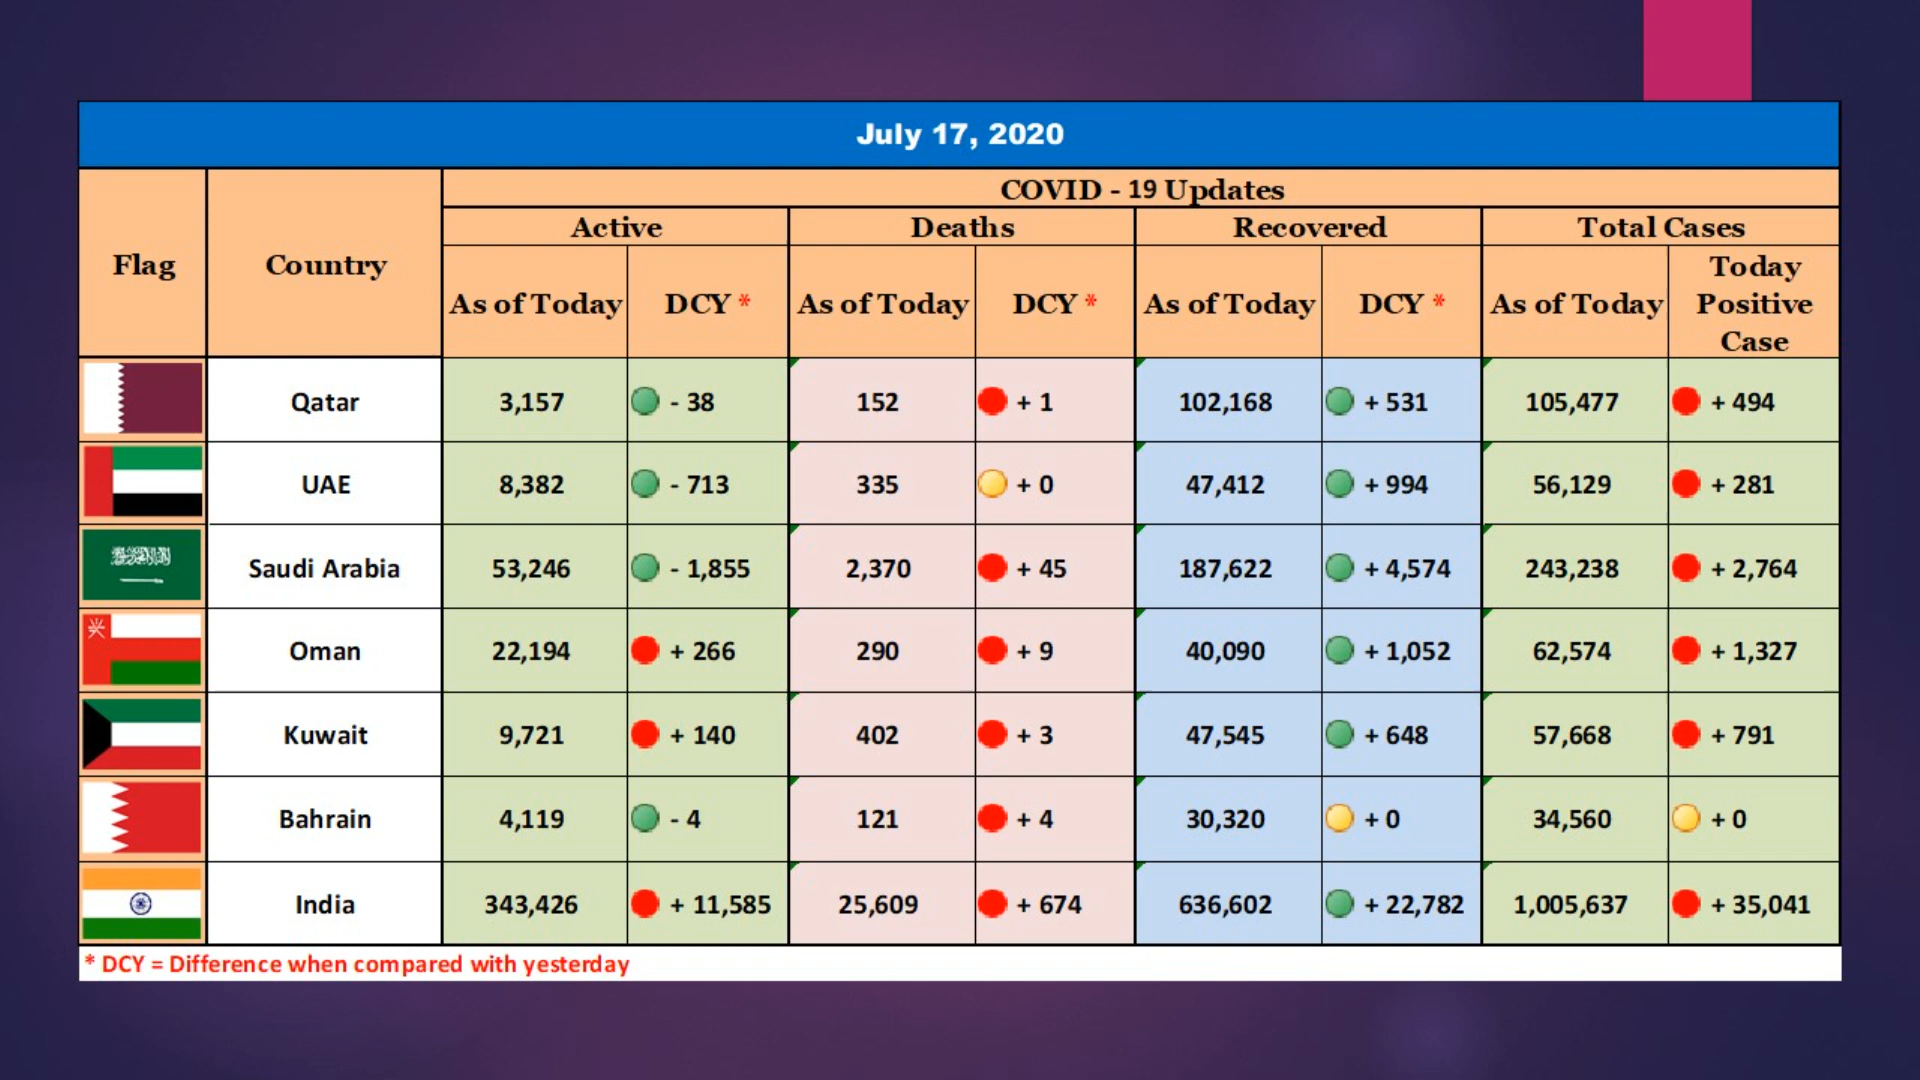 July 17, 2020
COVID - 19 Updates
Flag Country Active Deaths Recovered Total Cases
As of Today DCY * As of Today DCY * As of Today DCY * As of Today Today Positive Case
Qatar 3,157 - 38 152 + 1 102,168 + 531 105,477 + 494
UAE 8,382 - 713 335 + 0 47,412 + 994 56,129 + 281
Saudi Arabia 53,246 - 1,855 2,370 + 45 187,622 + 4,574 243,238 + 2,764
Oman 22,194 + 266 290 + 9 40,090 + 1,052 62,574 + 1,327
Kuwait 9,721 + 140 402 + 3 47,545 + 648 57,668 + 791
Bahrain 4,119 - 4 121 + 4 30,320 + 0 34,560 + 0
India 343,426 + 11,585 25,609 + 674 636,602 + 22,782 1,005,637 + 35,041
* DCY = Difference when compared with yesterday